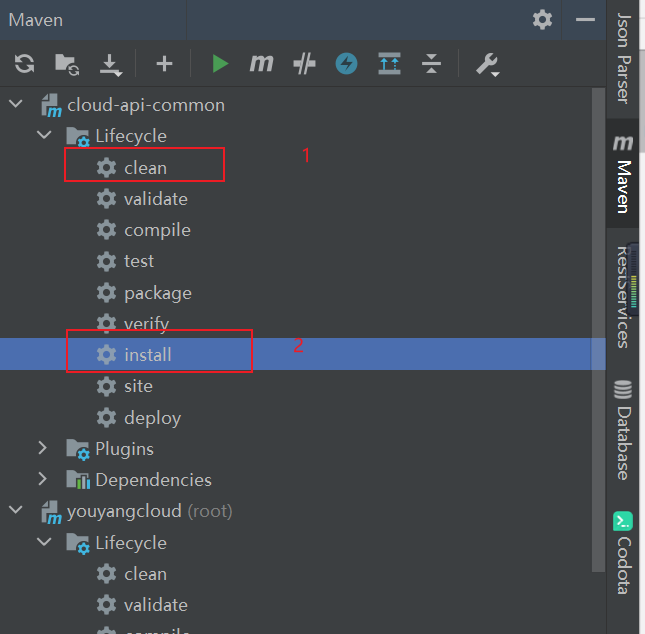 Maven
cloud-api-common
Lifecycle
clean
1
validate
compile
test
package
verify
install
2
site
deploy
Plugins
Dependencies
youyangcloud (root)
Lifecycle
clean
validate
compile
Json Parser
Maven
RestServices
Database
Codota